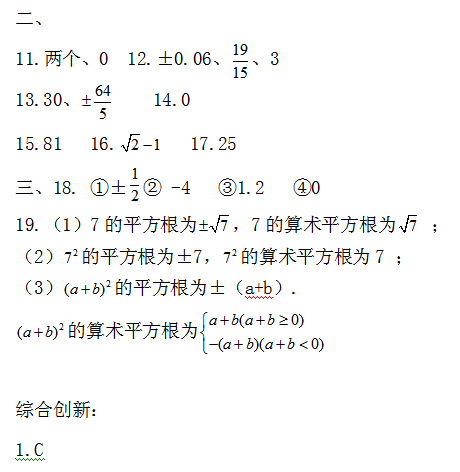 二、
11.两个、0 12.±0.06、19/15、3
13.30、±64/5 14.0
15.81 16.√2−1 17.25
三、18. ①±1/2② -4 ③1.2 ④0
19.（1）7的平方根为±√7，7的算术平方根为√7 ；
（2）7²的平方根为±7，7²的算术平方根为7 ；
（3）(a+b)²的平方根为±（a+b）.
(a+b)²的算术平方根为{a+b(a+b≥0)
−(a+b)(a+b<0)
综合创新：
1.C